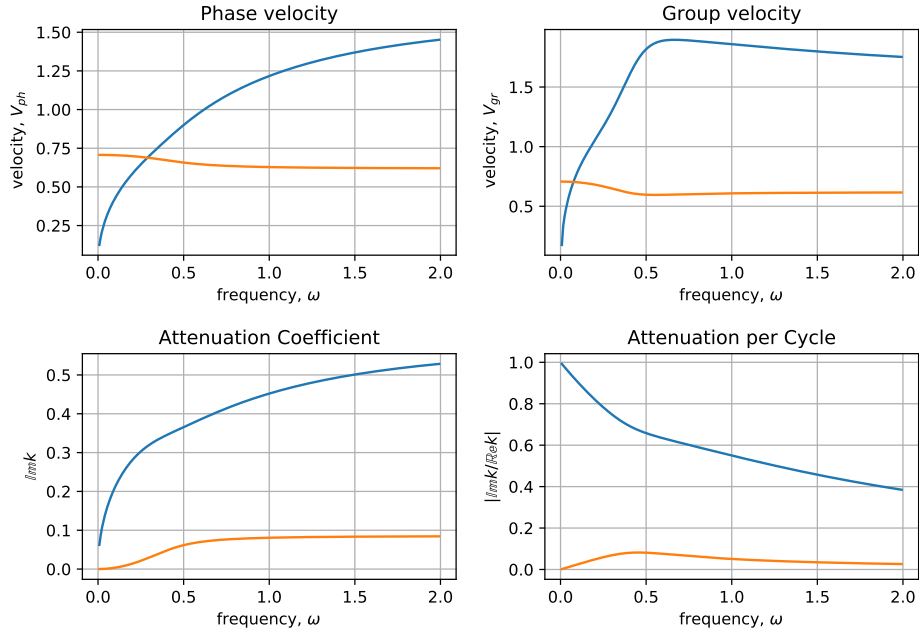 Phase velocity
velocity, V_ph
1.50
1.25
1.00
0.75
0.50
0.25
0.0 0.5 1.0 1.5 2.0
frequency, ω
Group velocity
velocity, V_gr
1.5
1.0
0.5
0.0 0.5 1.0 1.5 2.0
frequency, ω
Attenuation Coefficient
𝕀𝕞k
0.5
0.4
0.3
0.2
0.1
0.0
0.0 0.5 1.0 1.5 2.0
frequency, ω
Attenuation per Cycle
|𝕀𝕞k/ℝ𝕖k|
1.0
0.8
0.6
0.4
0.2
0.0
0.0 0.5 1.0 1.5 2.0
frequency, ω